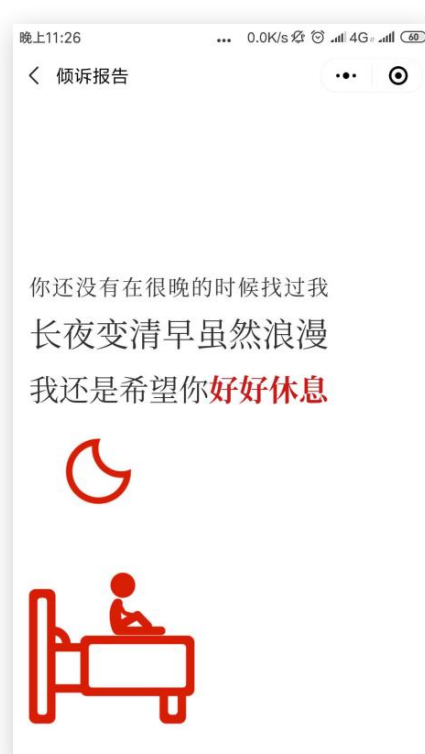 晚上11:26 ... 0.0K/s 4G 60
倾诉报告
你还没有在很晚的时候找过我
长夜变清早虽然浪漫
我还是希望你好好休息